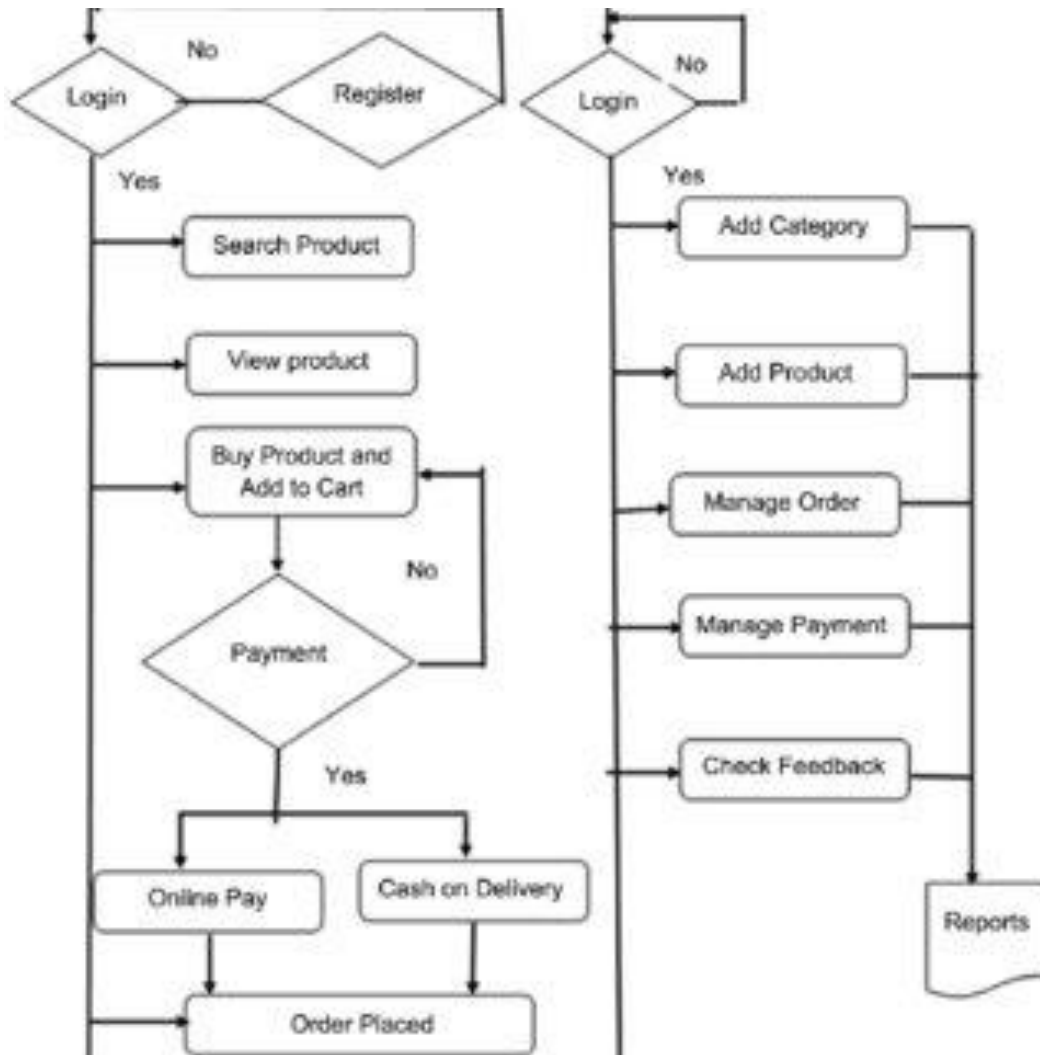 No
Login
Register
Yes
Search Product
View product
Buy Product and
Add to Cart
No
Payment
Yes
Online Pay
Cash on Delivery
Order Placed
No
Login
Yes
Add Category
Add Product
Manage Order
Manage Payment
Check Feedback
Reports